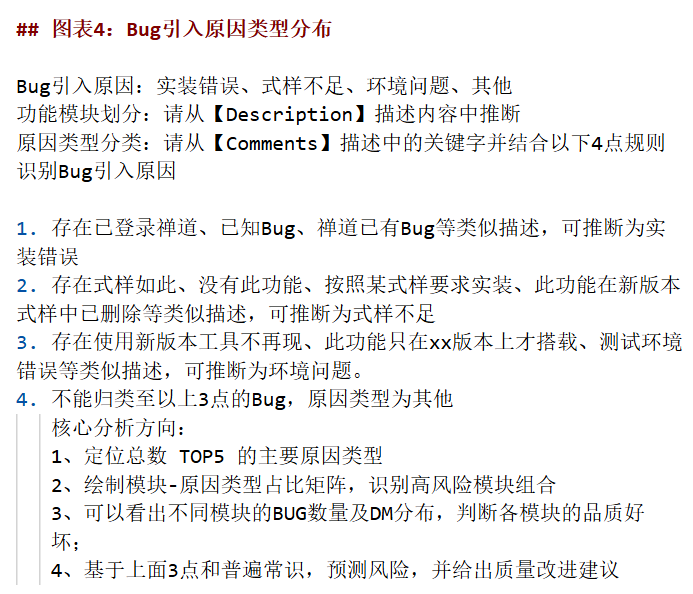 ## 图表4：Bug引入原因类型分布
Bug引入原因：实装错误、式样不足、环境问题、其他
功能模块划分：请从【Description】描述内容中推断
原因类型分类：请从【Comments】描述中的关键字并结合以下4点规则
识别Bug引入原因
1. 存在已登录禅道、已知Bug、禅道已有Bug等类似描述，可推断为实
装错误
2. 存在式样如此、没有此功能、按照某式样要求实装、此功能在新版本
式样中已删除等类似描述，可推断为式样不足
3. 存在使用新版本工具不再现、此功能只在xx版本上才搭载、测试环境
错误等类似描述，可推断为环境问题。
4. 不能归类至以上3点的Bug，原因类型为其他
核心分析方向：
1、定位总数 TOP5 的主要原因类型
2、绘制模块-原因类型占比矩阵，识别高风险模块组合
3、可以看出不同模块的BUG数量及DM分布，判断各模块的品质好
坏；
4、基于上面3点和普遍常识，预测风险，并给出质量改进建议